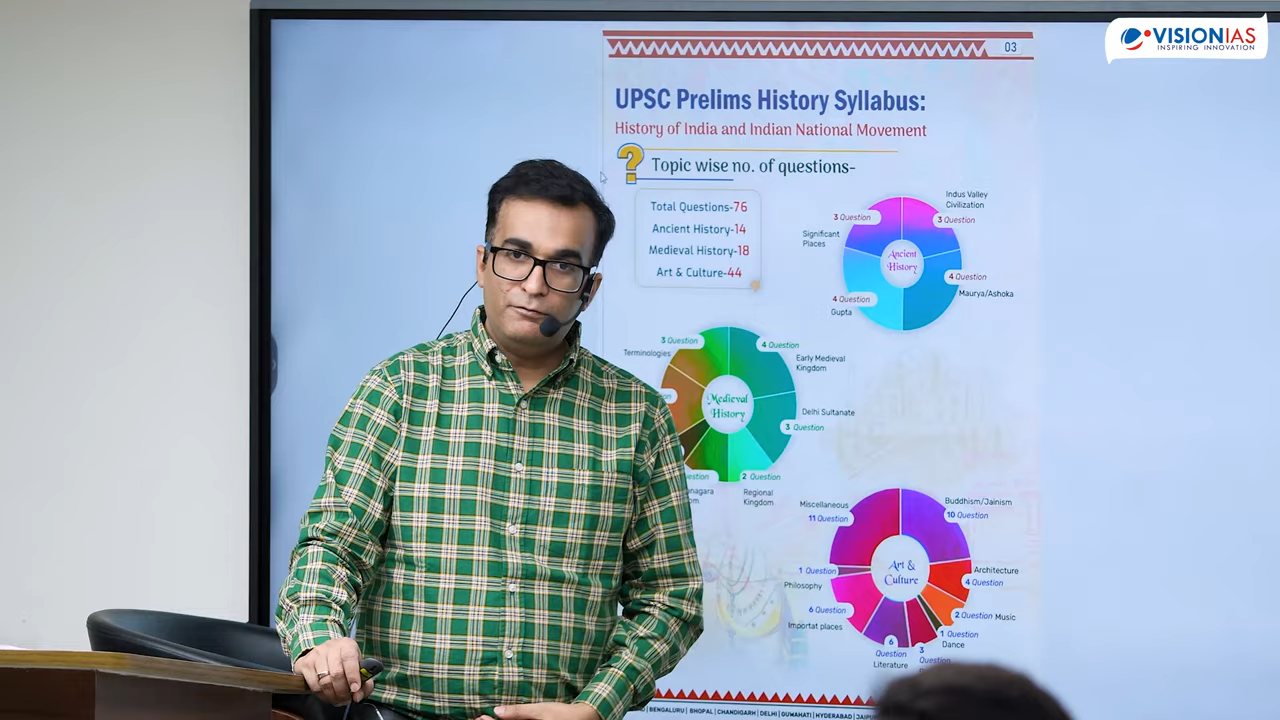 VISIONIAS
INSPIRING INNOVATION
03
UPSC Prelims History Syllabus:
History of India and Indian National Movement
? Topic wise no. of questions-
Total Questions-76
Ancient History-14
Medieval History-18
Art & Culture-44
Ancient
History
Indus Valley
Civilization
3 Question
4 Question
Maurya/Ashoka
4 Question
Gupta
3 Question
Significant
Places
Medieval
History
3 Question
Terminologies
4 Question
Early Medieval
Kingdom
Delhi Sultanate
3 Question
2 Question
Regional
Kingdom
Art &
Culture
Buddhism/Jainism
10 Question
Architecture
4 Question
2 Question Music
1 Question
Dance
3
Question
6
Question
Literature
6 Question
Importat places
1 Question
Philosophy
Miscellaneous
11 Question
| BENGALURU | BHOPAL | CHANDIGARH | DELHI | GUWAHATI | HYDERABAD |